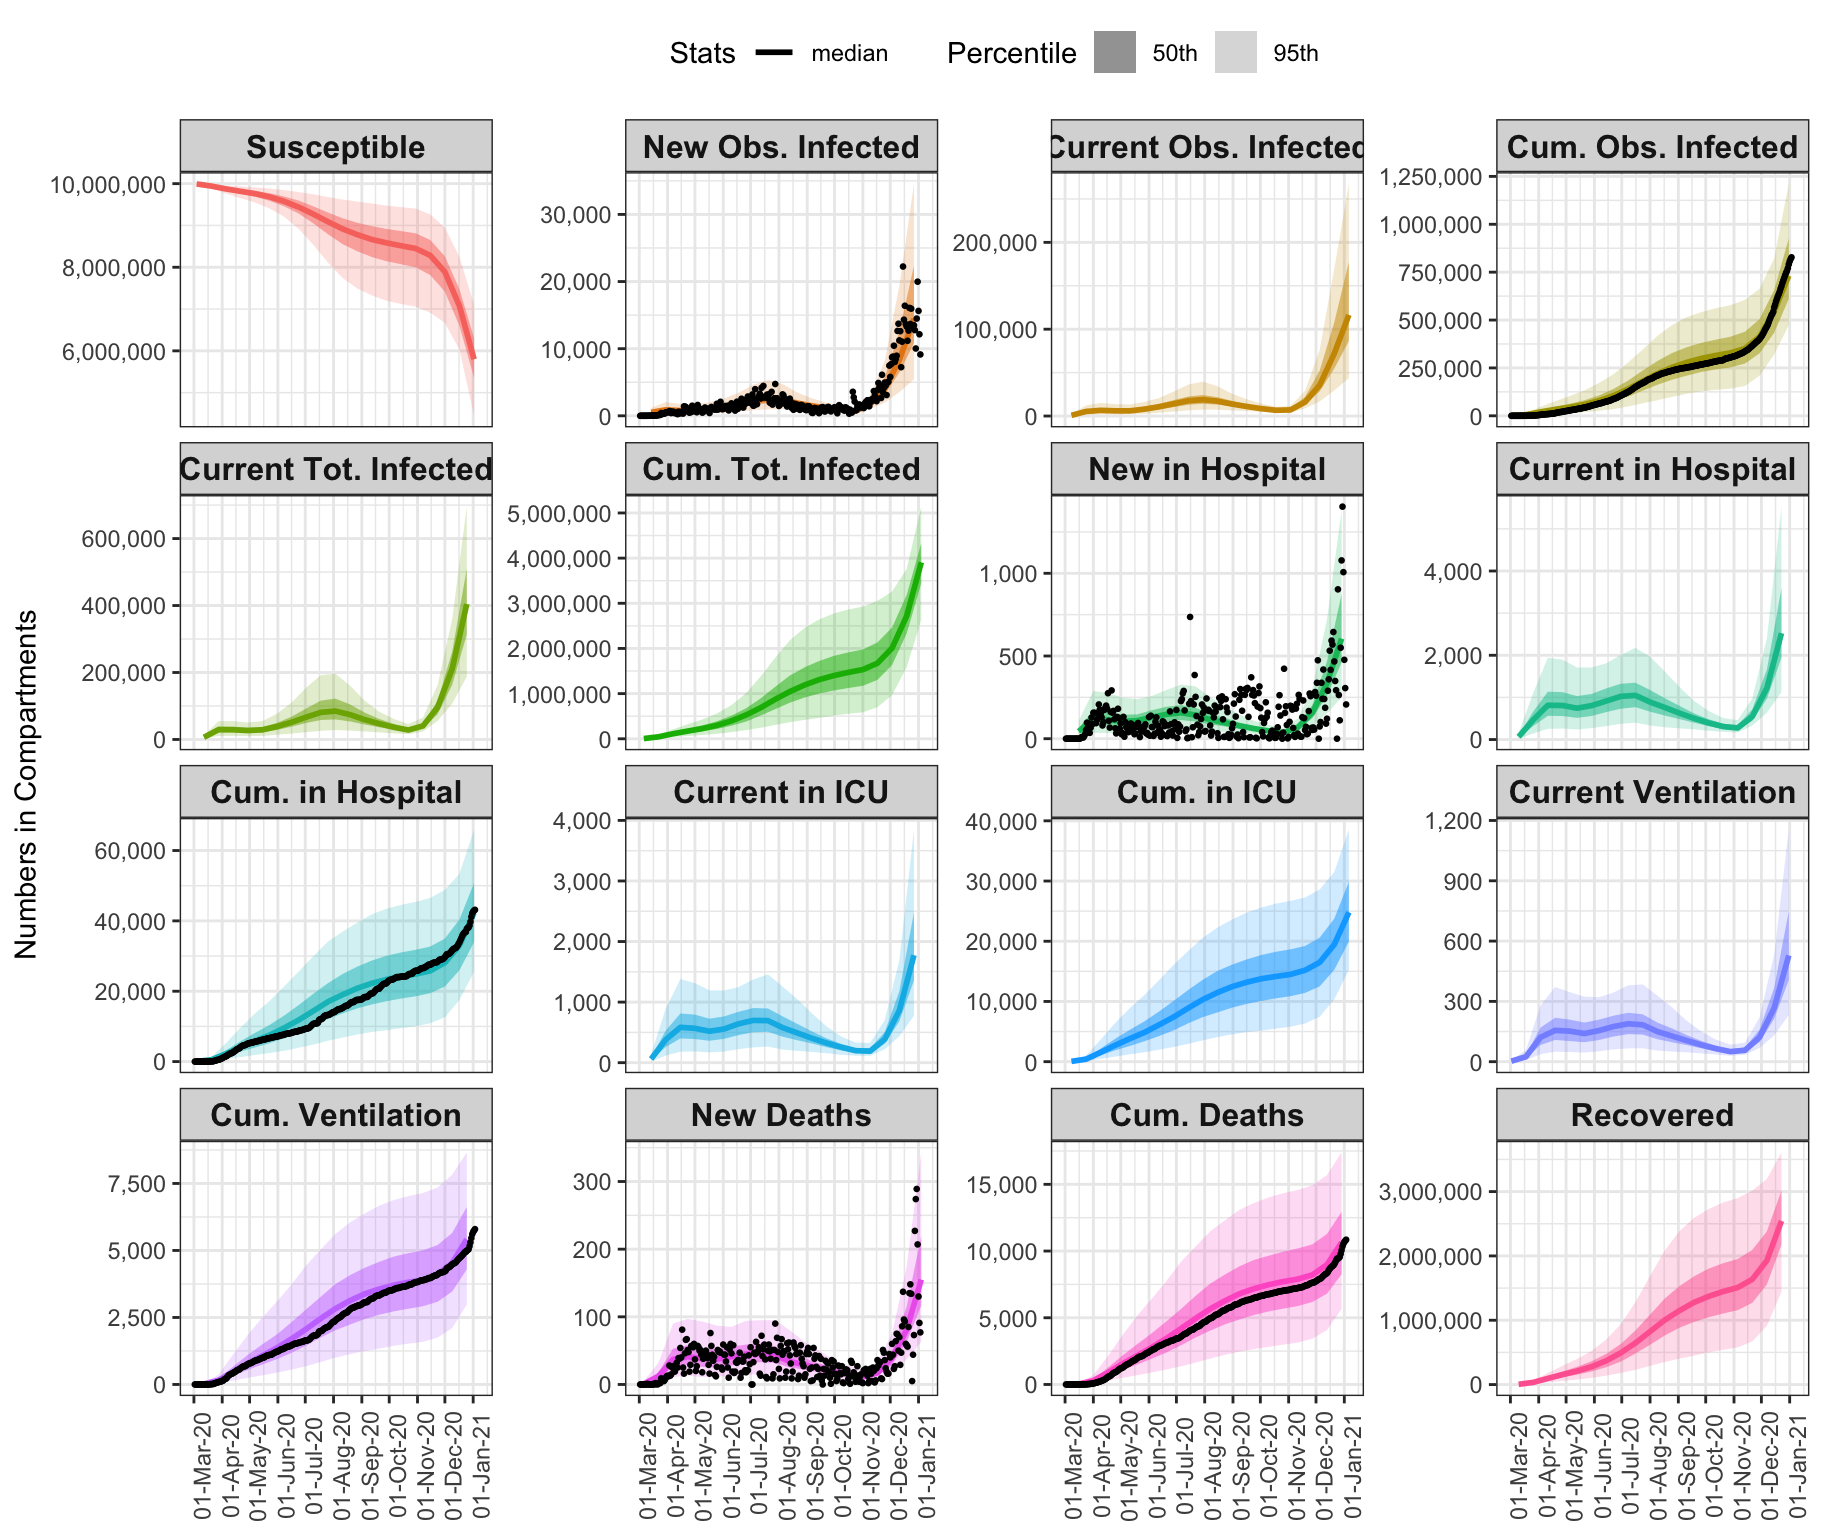 Stats median Percentile 50th 95th
Numbers in Compartments
Susceptible
10,000,000
8,000,000
6,000,000
New Obs. Infected
30,000
20,000
10,000
0
Current Obs. Infected
200,000
100,000
0
Cum. Obs. Infected
1,250,000
1,000,000
750,000
500,000
250,000
0
Current Tot. Infected
600,000
400,000
200,000
0
Cum. Tot. Infected
5,000,000
4,000,000
3,000,000
2,000,000
1,000,000
0
New in Hospital
1,000
500
0
Current in Hospital
4,000
2,000
0
Cum. in Hospital
60,000
40,000
20,000
0
Current in ICU
4,000
3,000
2,000
1,000
0
Cum. in ICU
40,000
30,000
20,000
10,000
0
Current Ventilation
1,200
900
600
300
0
Cum. Ventilation
7,500
5,000
2,500
0
New Deaths
300
200
100
0
Cum. Deaths
15,000
10,000
5,000
0
Recovered
3,000,000
2,000,000
1,000,000
0
01-Mar-20
01-Apr-20
01-May-20
01-Jun-20
01-Jul-20
01-Aug-20
01-Sep-20
01-Oct-20
01-Nov-20
01-Dec-20
01-Jan-21
01-Mar-20
01-Apr-20
01-May-20
01-Jun-20
01-Jul-20
01-Aug-20
01-Sep-20
01-Oct-20
01-Nov-20
01-Dec-20
01-Jan-21
01-Mar-20
01-Apr-20
01-May-20
01-Jun-20
01-Jul-20
01-Aug-20
01-Sep-20
01-Oct-20
01-Nov-20
01-Dec-20
01-Jan-21
01-Mar-20
01-Apr-20
01-May-20
01-Jun-20
01-Jul-20
01-Aug-20
01-Sep-20
01-Oct-20
01-Nov-20
01-Dec-20
01-Jan-21